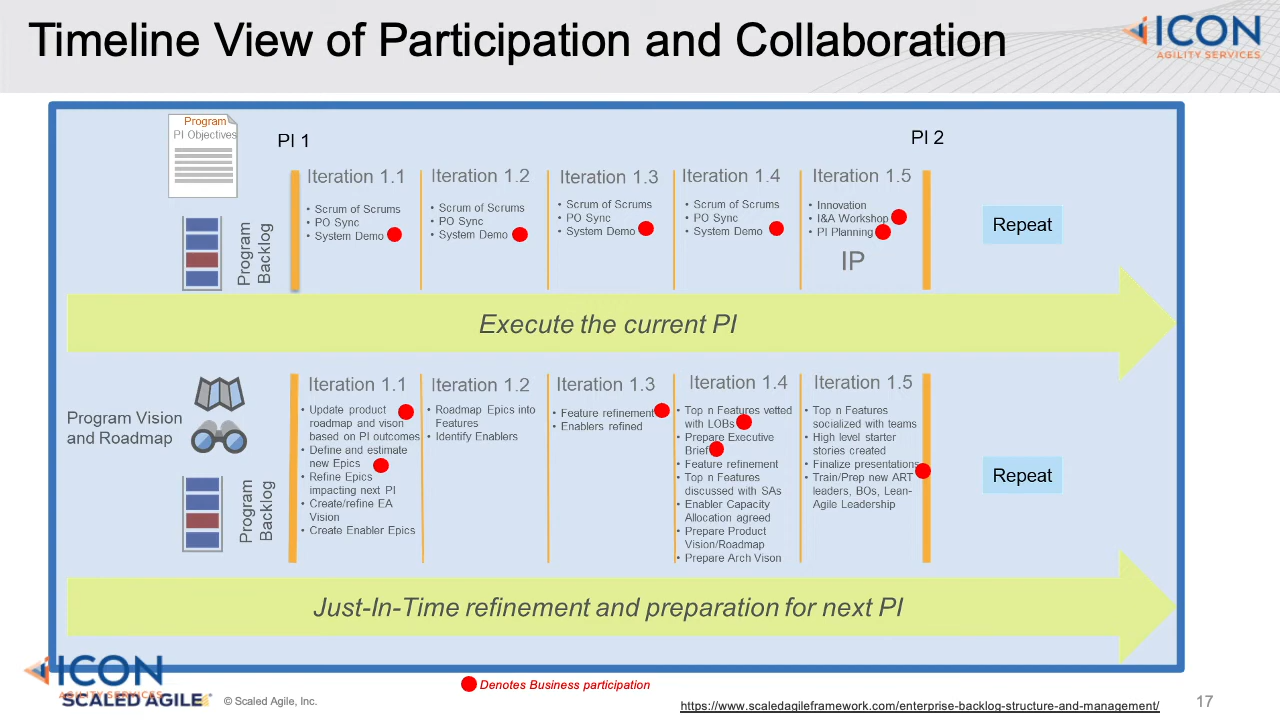 Timeline View of Participation and Collaboration
ICON
AGILITY SERVICES
Program
PI Objectives
PI 1
PI 2
Iteration 1.1
• Scrum of Scrums
• PO Sync
• System Demo
Iteration 1.2
• Scrum of Scrums
• PO Sync
• System Demo
Iteration 1.3
• Scrum of Scrums
• PO Sync
• System Demo
Iteration 1.4
• Scrum of Scrums
• PO Sync
• System Demo
Iteration 1.5
• Innovation
• I&A Workshop
• PI Planning
IP
Repeat
Program
Backlog
Execute the current PI
Program Vision
and Roadmap
Program
Backlog
Iteration 1.1
• Update product
roadmap and vison
based on PI outcomes
• Define and estimate
new Epics
• Refine Epics
impacting next PI
• Create/refine EA
Vision
• Create Enabler Epics
Iteration 1.2
• Roadmap Epics into
Features
• Identify Enablers
Iteration 1.3
• Feature refinement
• Enablers refined
Iteration 1.4
• Top n Features vetted
with LOBs
• Prepare Executive
Brief
• Feature refinement
• Top n Features
discussed with SAs
• Enabler Capacity
Allocation agreed
• Prepare Product
Vision/Roadmap
• Prepare Arch Vison
Iteration 1.5
• Top n Features
socialized with teams
• High level starter
stories created
• Finalize presentations
• Train/Prep new ART
leaders, BOs, Lean-
Agile Leadership
Repeat
Just-In-Time refinement and preparation for next PI
ICON
AGILITY SERVICES
SCALED AGILE
© Scaled Agile, Inc.
Denotes Business participation
https://www.scaledagileframework.com/enterprise-backlog-structure-and-management/
17